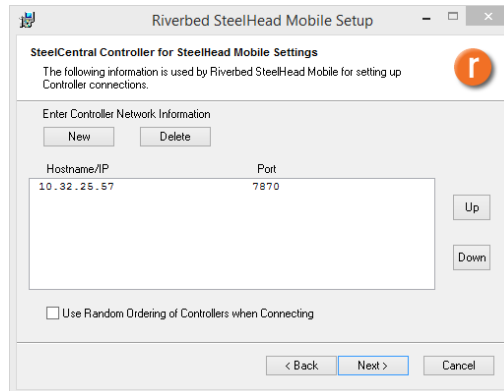 Riverbed SteelHead Mobile Setup
SteelCentral Controller for SteelHead Mobile Settings
The following information is used by Riverbed SteelHead Mobile for setting up
Controller connections.
r
Enter Controller Network Information
New Delete
Hostname/IP Port
10.32.25.57 7870
Up
Down
Use Random Ordering of Controllers when Connecting
< Back Next > Cancel